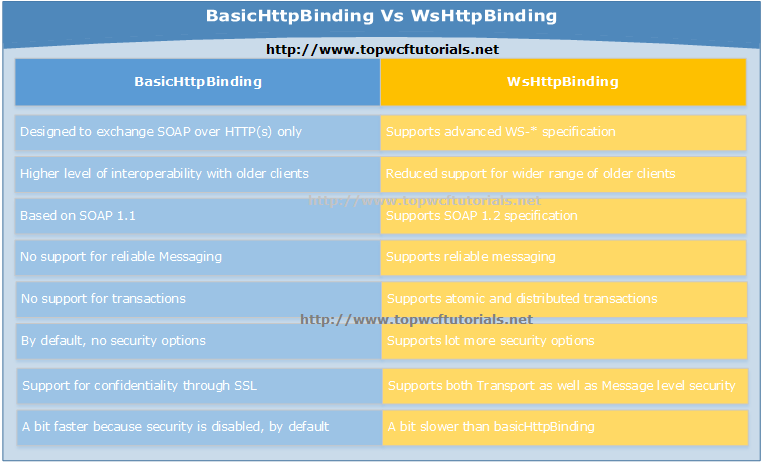 BasicHttpBinding Vs WsHttpBinding
http://www.topwcftutorials.net
BasicHttpBinding
WsHttpBinding
Designed to exchange SOAP over HTTP(s) only
Supports advanced WS-* specification
Higher level of interoperability with older clients
Reduced support for wider range of older clients
http://www.topwcftutorials.net
Based on SOAP 1.1
Supports SOAP 1.2 specification
No support for reliable Messaging
Supports reliable messaging
No support for transactions
Supports atomic and distributed transactions
http://www.topwcftutorials.net
By default, no security options
Supports lot more security options
Support for confidentiality through SSL
Supports both Transport as well as Message level security
A bit faster because security is disabled, by default
A bit slower than basicHttpBinding